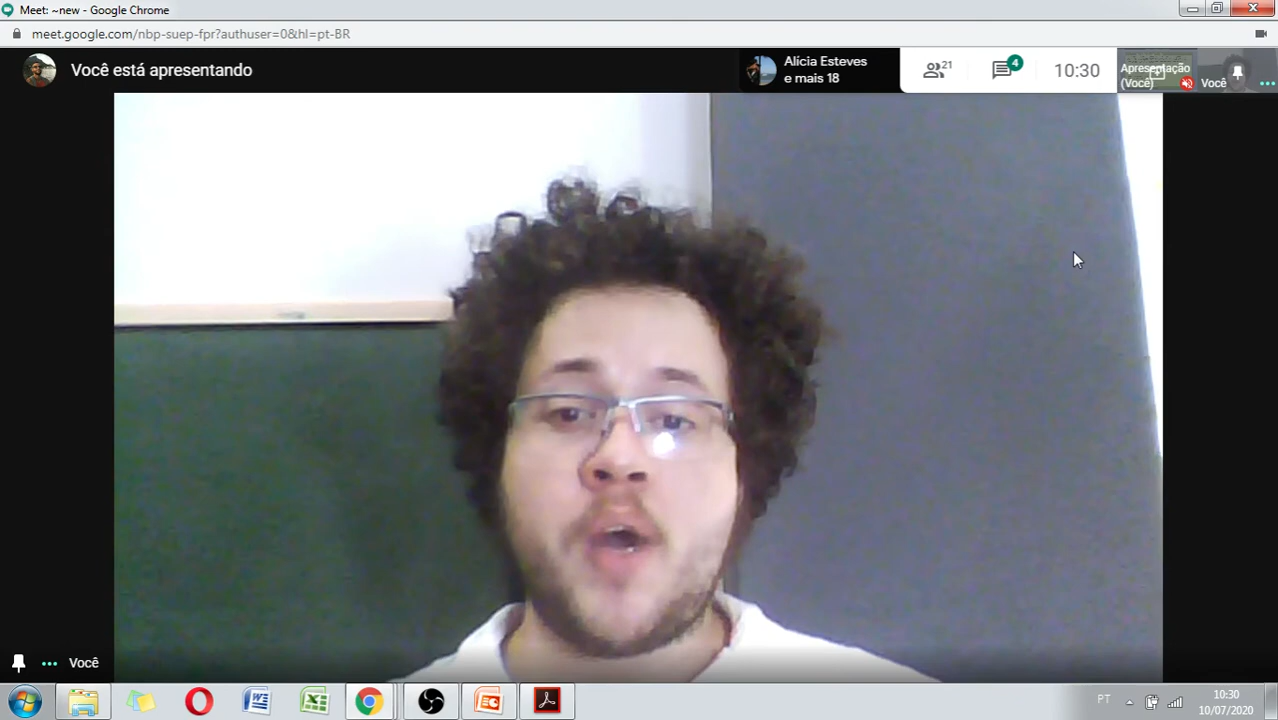 Meet: ~new - Google Chrome
meet.google.com/nbp-suep-fpr?authuser=0&hl=pt-BR
Você está apresentando
Alícia Esteves
e mais 18
21
4
10:30
Apresentação
(Você)
Você
Você
PT
10:30
10/07/2020